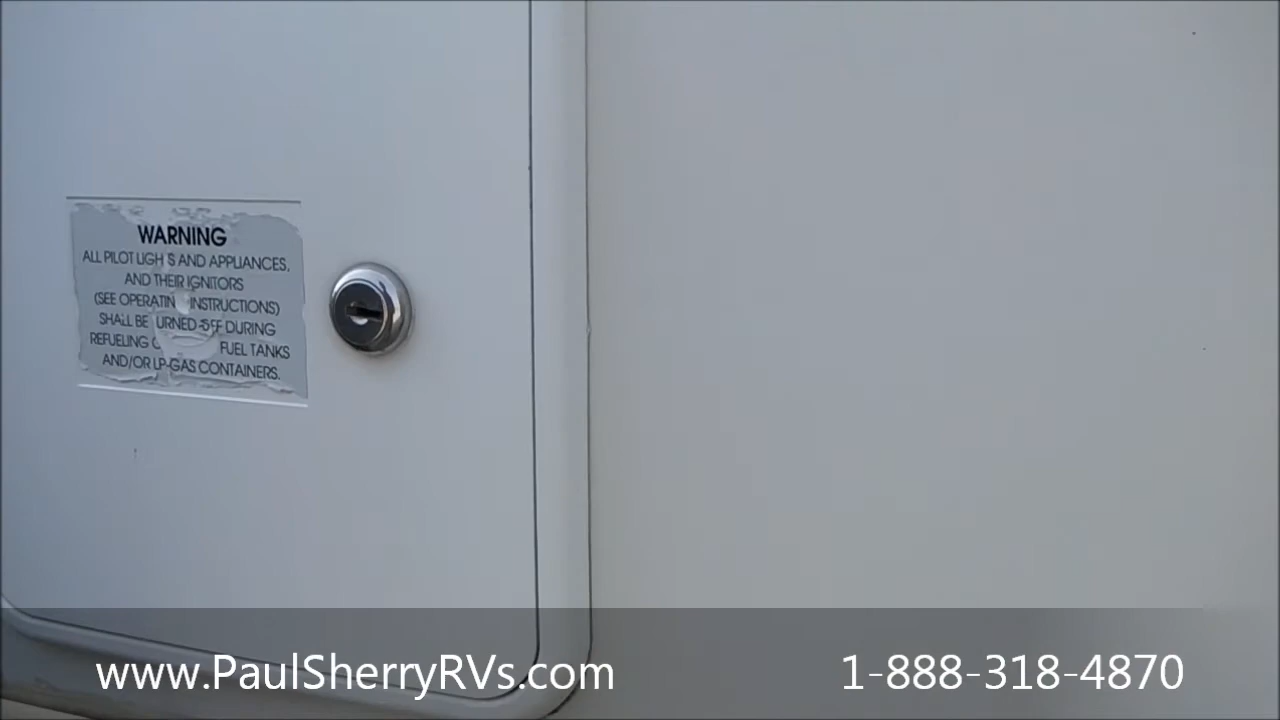 WARNING
ALL PILOT LIGH S AND APPLIANCES,
AND THEIR IGNITORS
(SEE OPERATIN INSTRUCTIONS)
SHALL BE URNED OFF DURING
REFUELING FUEL TANKS
AND/OR LP-GAS CONTAINERS.
www.PaulSherryRVs.com 1-888-318-4870